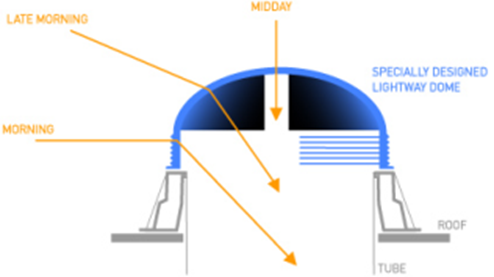 MIDDAY
LATE MORNING
SPECIALLY DESIGNED
LIGHTWAY DOME
MORNING
ROOF
TUBE